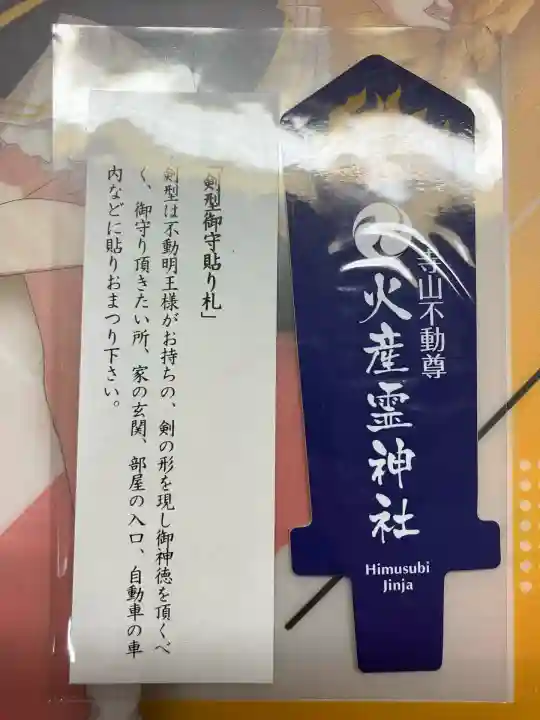 「剣型御守貼り札」
剣型は不動明王様がお持ちの、剣の形を現し御神徳を頂くべ
く、御守り頂きたい所、家の玄関、部屋の入口、自動車の車
内などに貼りおまつり下さい。
寺山不動尊
火産霊神社
Himusubi
Jinja